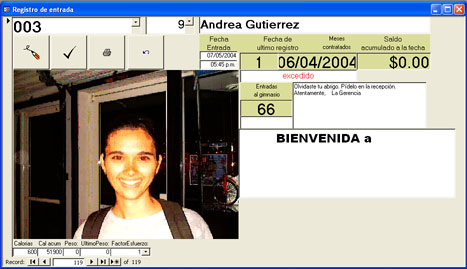 Registro de entrada
003
9
Andrea Gutierrez
Fecha Entrada
Fecha de ultimo registro
Meses contratados
Saldo acumulado a la fecha
07/05/2004
05:45 p.m.
1
06/04/2004
$0.00
excedido
Entradas al gimnasio
66
Olvidaste tu abrigo. Pídelo en la recepción.
Atentamente, La Gerencia
BIENVENIDA a
Calorias Cal acum Peso: UltimoPeso: FactorEsfuerzo:
600 51900 0 0 1
Record: 119 of 119